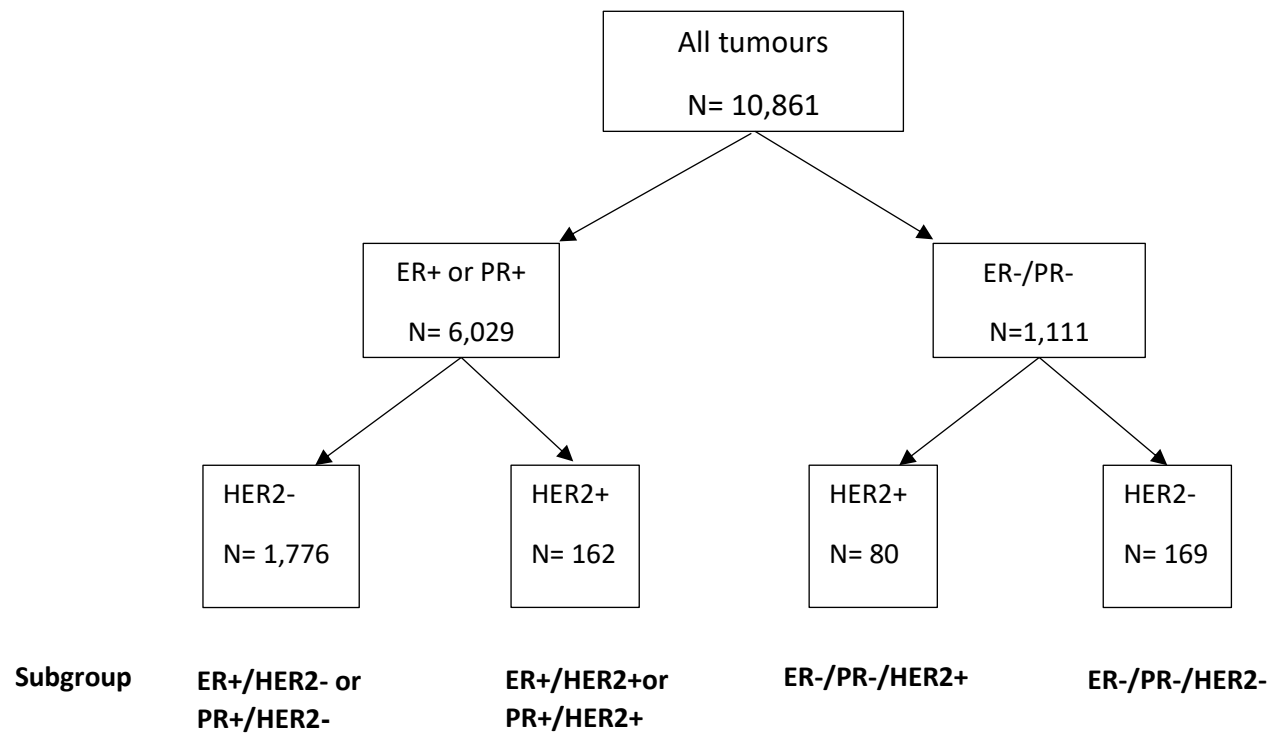 All tumours
N= 10,861
ER+ or PR+
N= 6,029
ER-/PR-
N=1,111
HER2-
N= 1,776
HER2+
N= 162
HER2+
N= 80
HER2-
N= 169
Subgroup
ER+/HER2- or
PR+/HER2-
ER+/HER2+or
PR+/HER2+
ER-/PR-/HER2+
ER-/PR-/HER2-